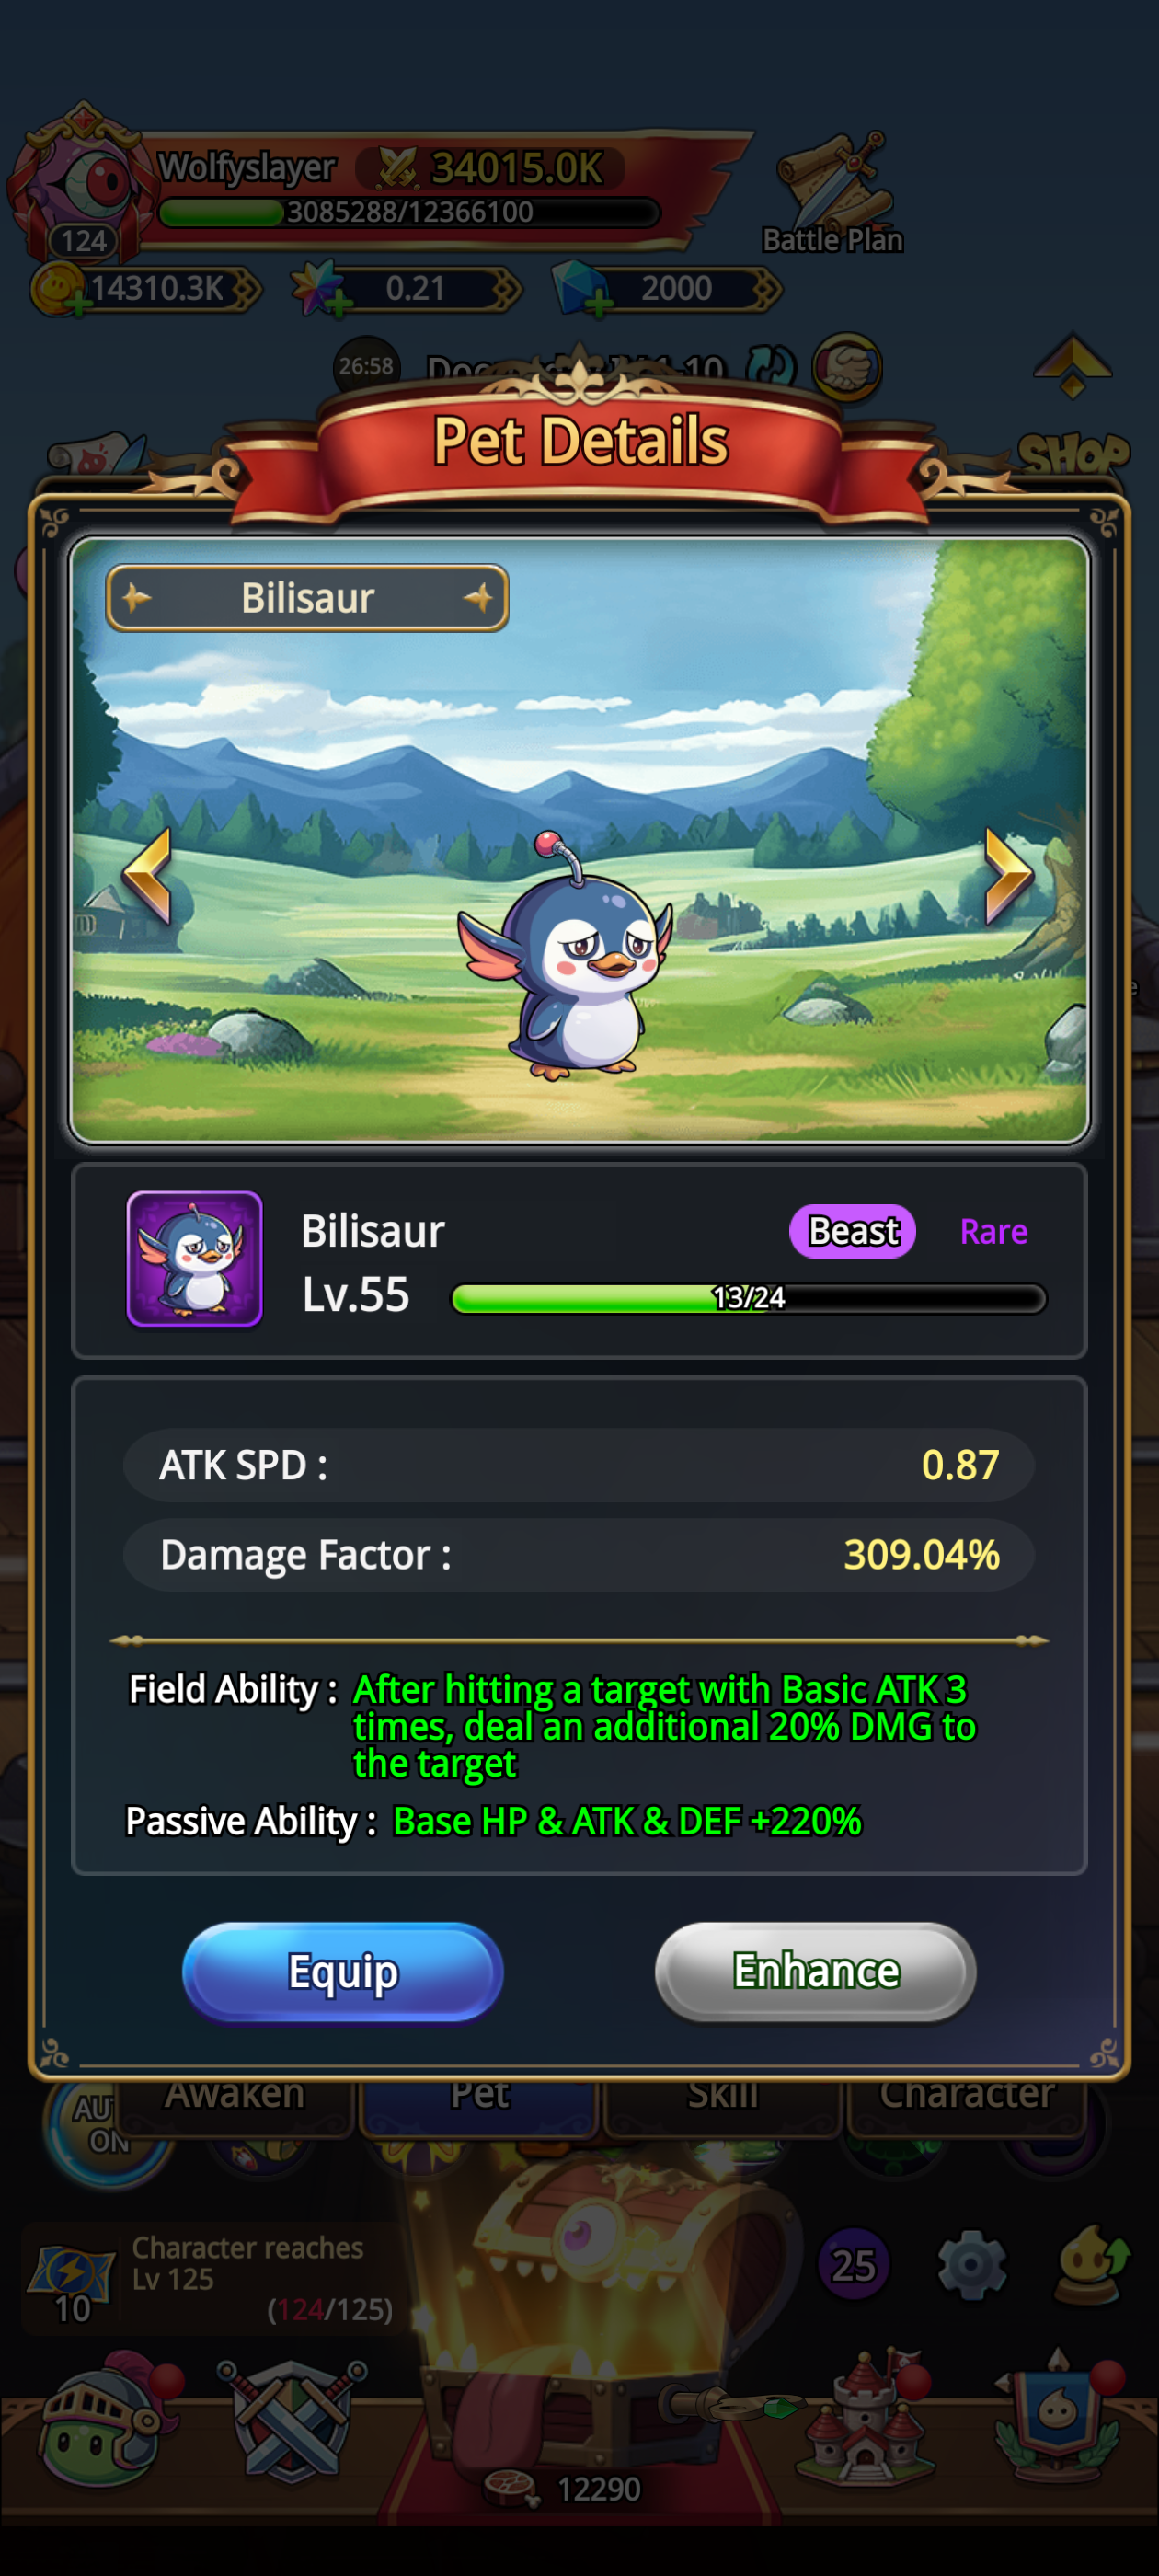 Wolfyslayer
34015.0K
3085288/12366100
124
Battle Plan
14310.3K
0.21
2000
26:58
SHOP
Pet Details
Bilisaur
Bilisaur
Beast
Rare
Lv.55
13/24
ATK SPD :
0.87
Damage Factor :
309.04%
Field Ability : After hitting a target with Basic ATK 3
times, deal an additional 20% DMG to
the target
Passive Ability : Base HP & ATK & DEF +220%
Equip
Enhance
Awaken
Pet
Skill
Character
ON
Character reaches
Lv 125
(124/125)
10
25
12290